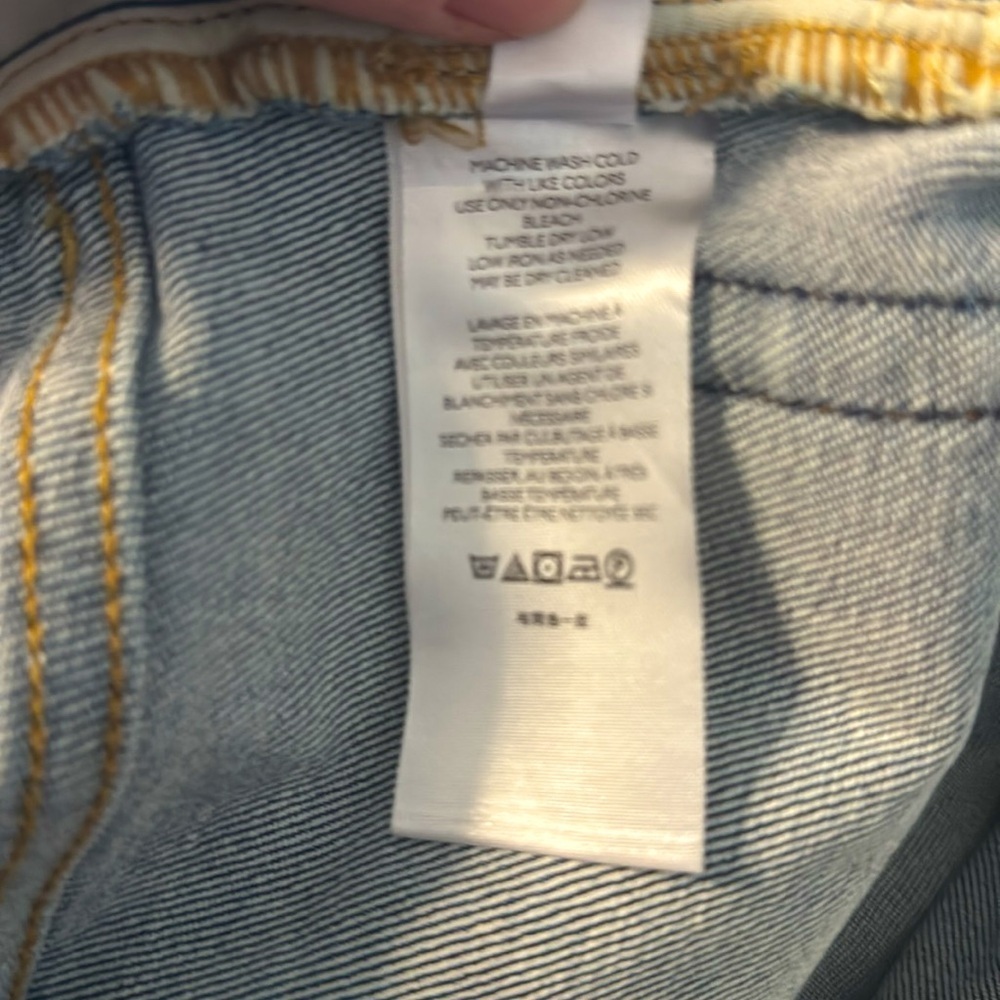 MACHINE WASH COLD
WITH LIKE COLORS
USE ONLY NON-CHLORINE
BLEACH
TUMBLE DRY LOW
LOW IRON AS NEEDED
MAY BE DRY CLEANED
LAVAGE EN MACHINE À
TEMPÉRATURE FROIDE
AVEC COULEURS SIMILAIRES
UTILISER UN AGENT DE
BLANCHIMENT SANS CHLORE SI
NÉCESSAIRE
SÉCHER PAR CULBUTAGE À BASSE
TEMPÉRATURE
REPASSER, AU BESOIN, À TRÈS
BASSE TEMPÉRATURE
PEUT-ÊTRE ÊTRE NETTOYÉE SEC